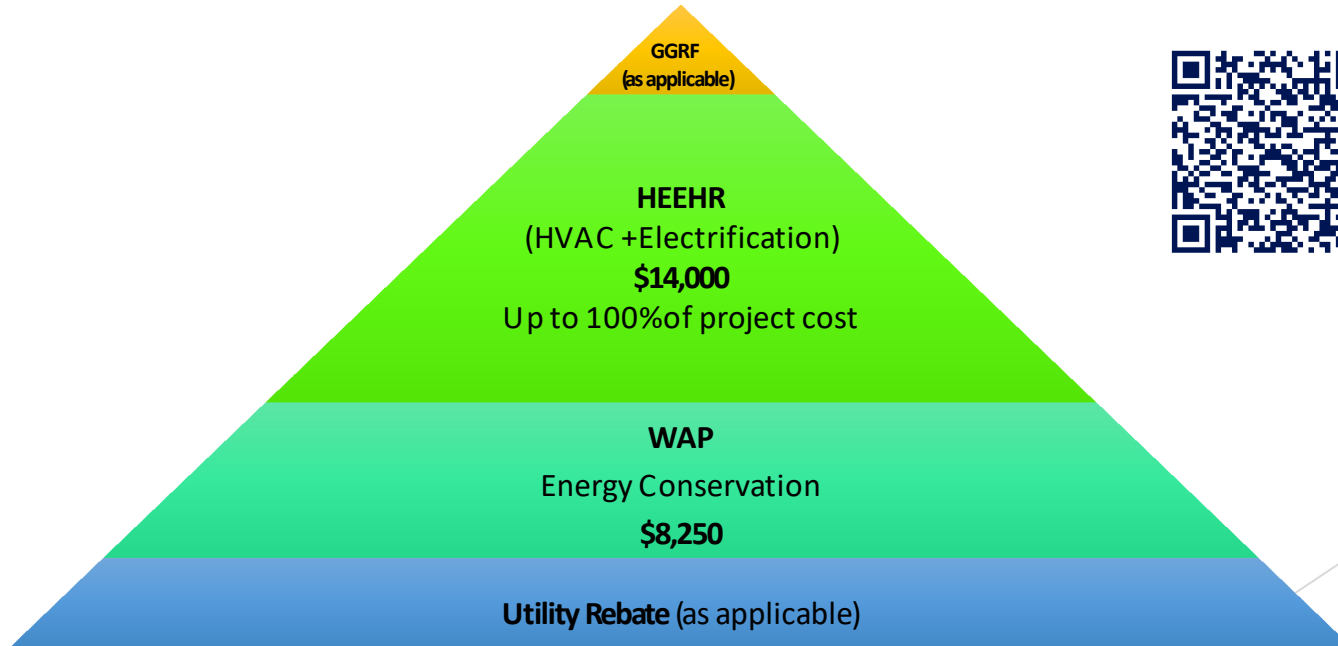 GGRF
(as applicable)
HEEHR
(HVAC +Electrification)
$14,000
Up to 100%of project cost
WAP
Energy Conservation
$8,250
Utility Rebate (as applicable)